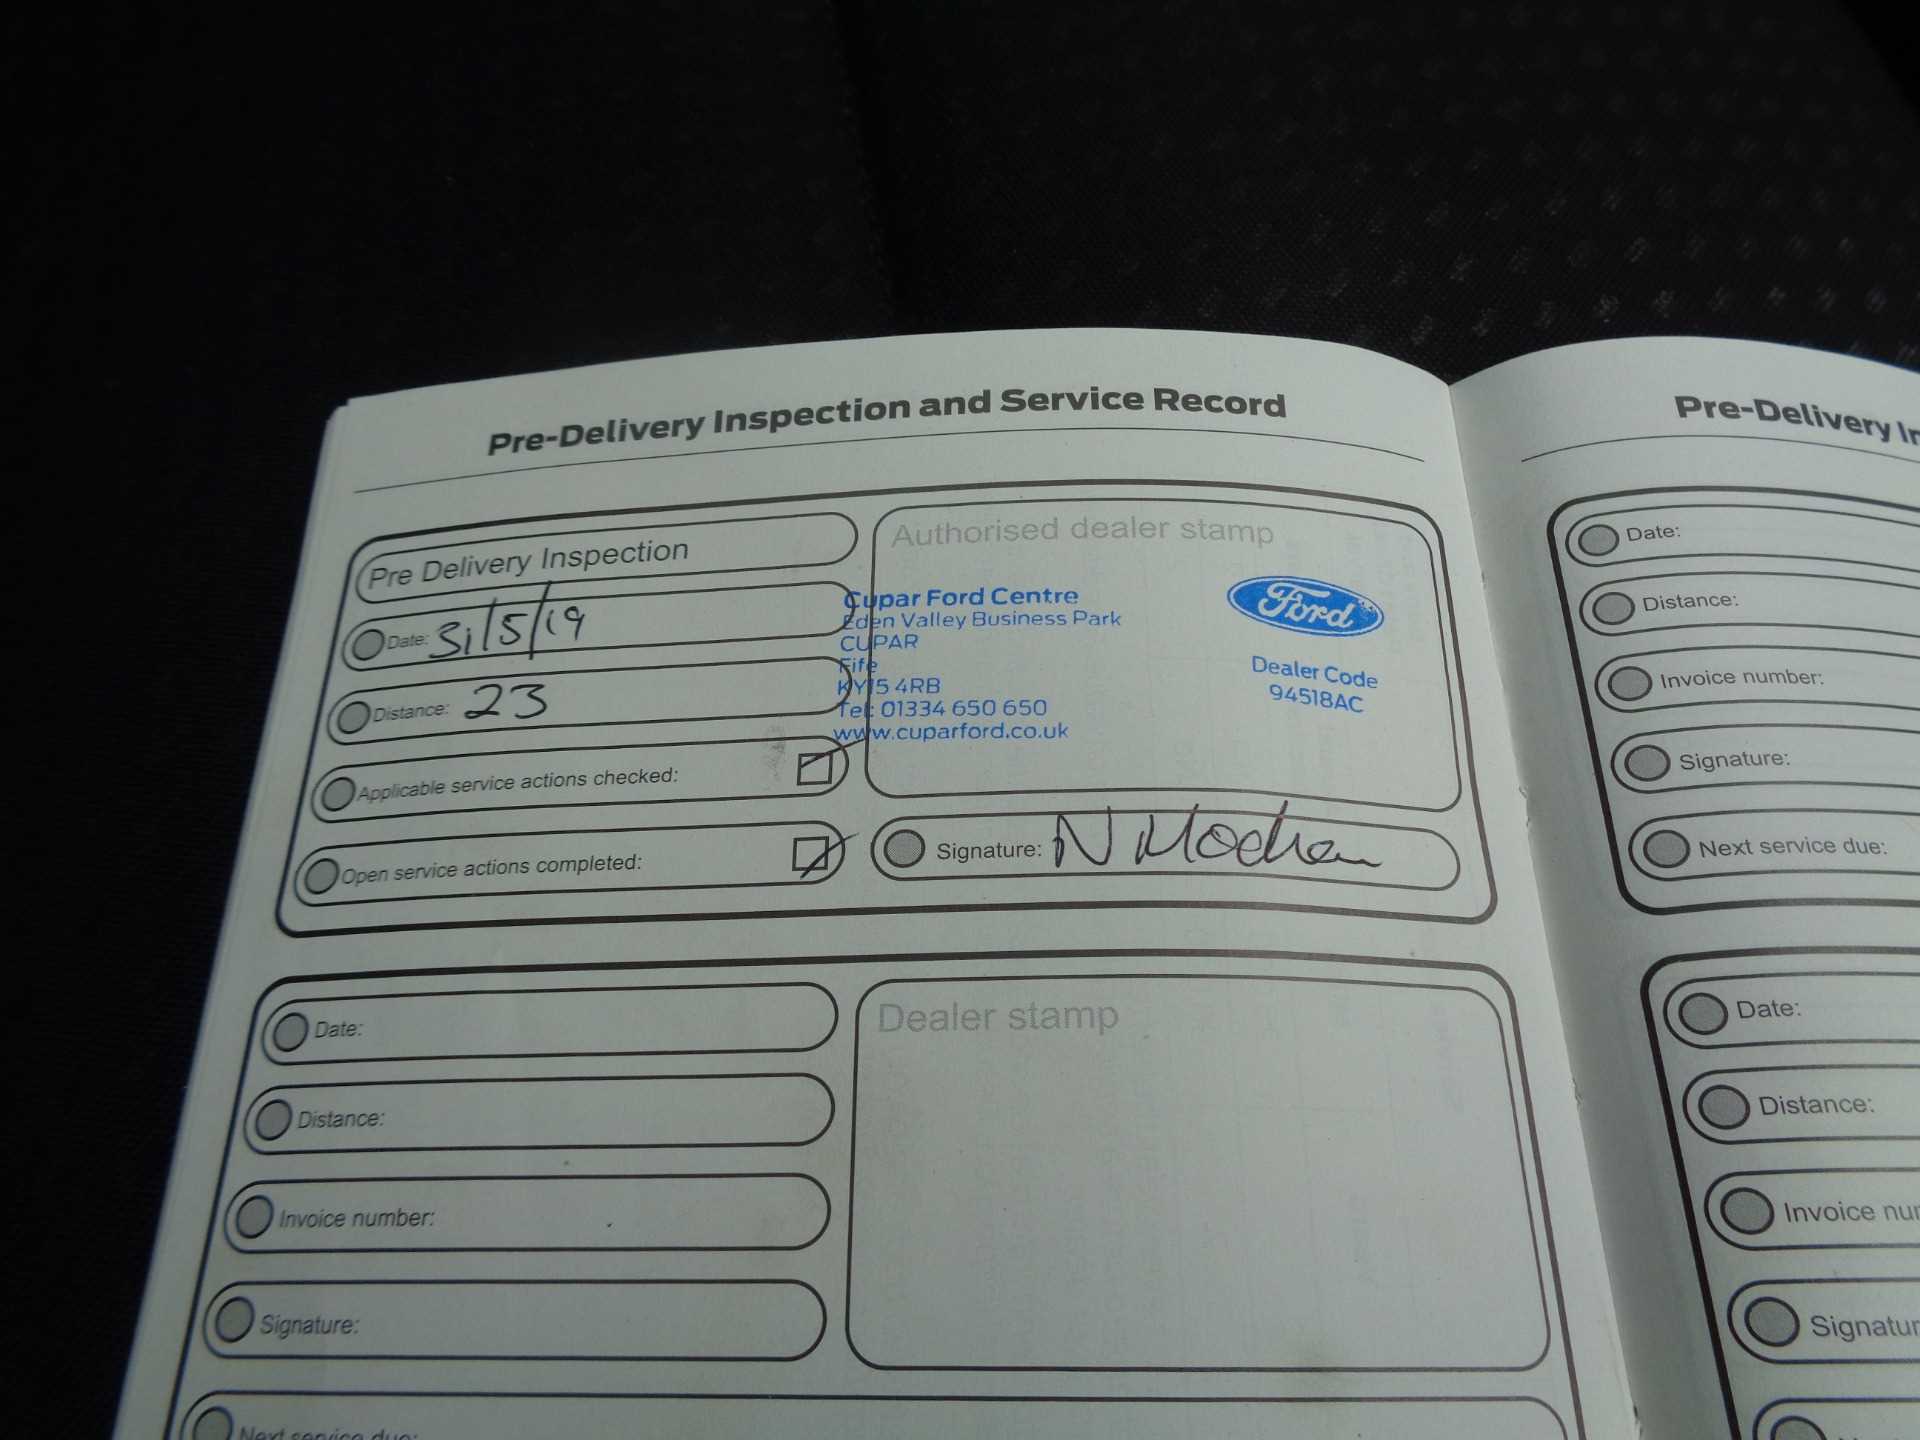 Pre-Delivery Inspection and Service Record
Pre Delivery Inspection
Date: 31/5/19
Distance: 23
Applicable service actions checked:
Open service actions completed:
Authorised dealer stamp
Cupar Ford Centre
Eden Valley Business Park
CUPAR
Fife
KY15 4RB
Tel: 01334 650 650
www.cuparford.co.uk
Ford
Dealer Code
94518AC
Signature: N
Date:
Distance:
Invoice number:
Signature:
Next service due:
Dealer stamp
Pre-Delivery In
Date:
Distance:
Invoice number:
Signature:
Next service due:
Date:
Distance:
Invoice nu
Signatur